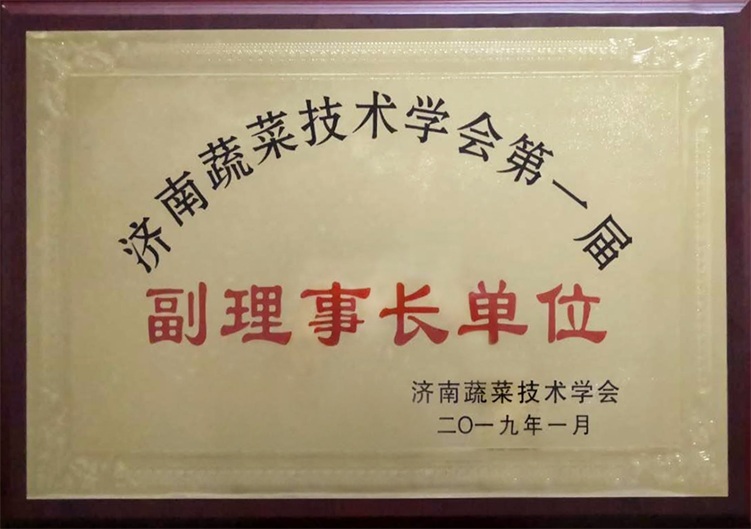 济南蔬菜技术学会第一届
副理事长单位
济南蔬菜技术学会
二〇一九年一月